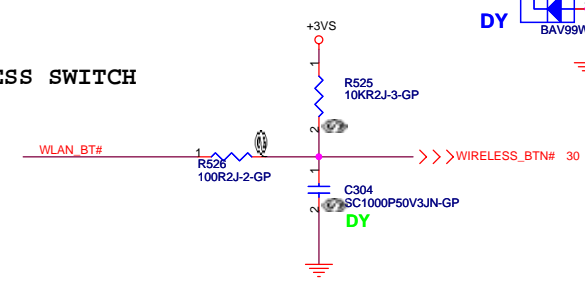 +3VS
DY
BAV99W
ESS SWITCH
1
R525
10KR2J-3-GP
2
WLAN_BT#
1
R526
100R2J-2-GP
WIRELESS_BTN# 30
1
C304
SC1000P50V3JN-GP
2
DY